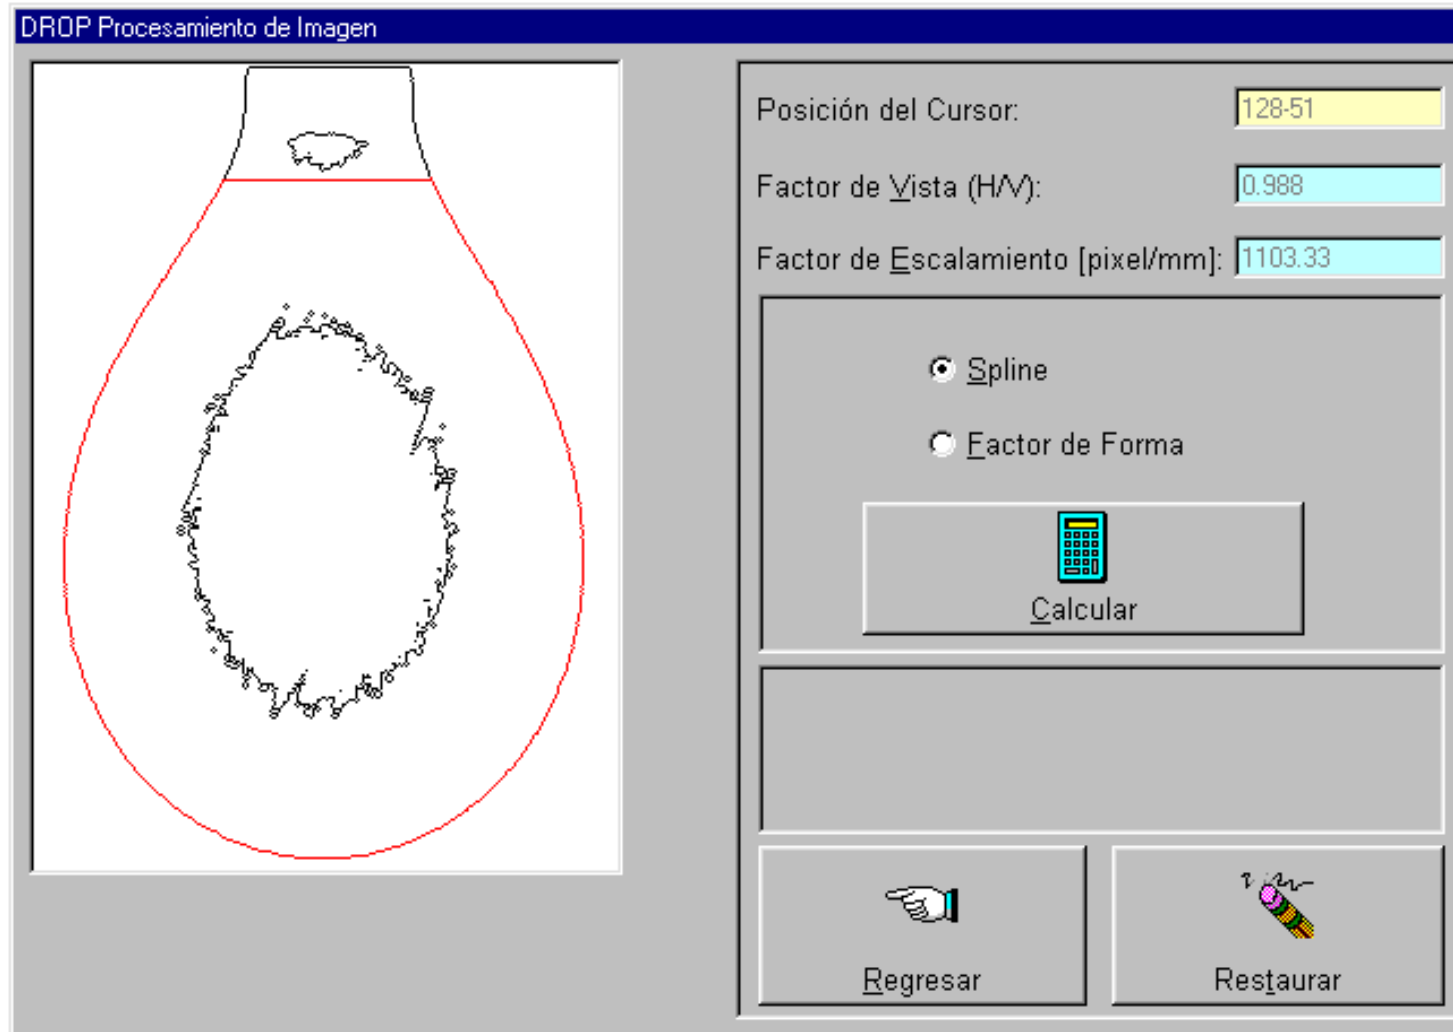 DROP Procesamiento de Imagen
Posición del Cursor: 128-51
Factor de Vista (H/V): 0.988
Factor de Escalamiento [pixel/mm]: 1103.33
Spline
Factor de Forma
Calcular
Regresar
Restaurar